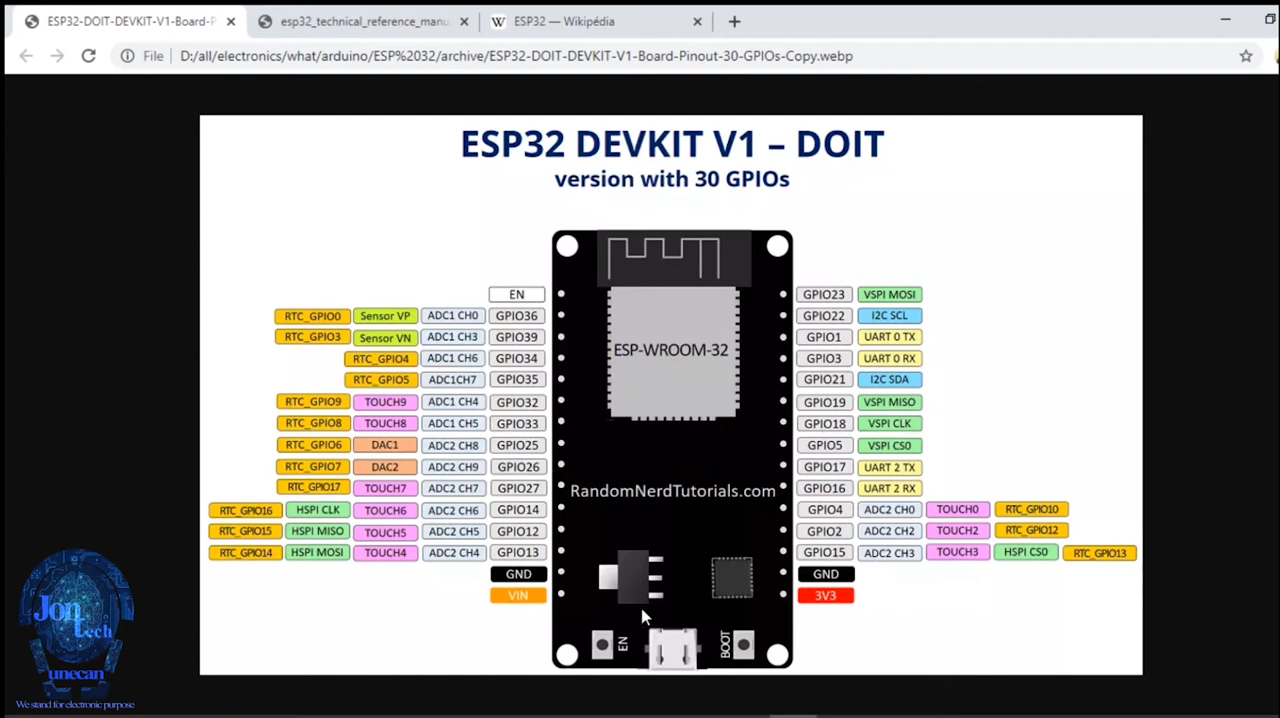 ESP32-DOIT-DEVKIT-V1-Board-P
esp32_technical_reference_manu
W ESP32 — Wikipédia
File D:/all/electronics/what/arduino/ESP%2032/archive/ESP32-DOIT-DEVKIT-V1-Board-Pinout-30-GPIOs-Copy.webp
ESP32 DEVKIT V1 – DOIT
version with 30 GPIOs
EN GPIO23 VSPI MOSI
RTC_GPIO0 Sensor VP ADC1 CH0 GPIO36 GPIO22 I2C SCL
RTC_GPIO3 Sensor VN ADC1 CH3 GPIO39 GPIO1 UART 0 TX
RTC_GPIO4 ADC1 CH6 GPIO34 GPIO3 UART 0 RX
ESP-WROOM-32
RTC_GPIO5 ADC1CH7 GPIO35 GPIO21 I2C SDA
RTC_GPIO9 TOUCH9 ADC1 CH4 GPIO32 GPIO19 VSPI MISO
RTC_GPIO8 TOUCH8 ADC1 CH5 GPIO33 GPIO18 VSPI CLK
RTC_GPIO6 DAC1 ADC2 CH8 GPIO25 GPIO5 VSPI CS0
RTC_GPIO7 DAC2 ADC2 CH9 GPIO26 GPIO17 UART 2 TX
RTC_GPIO17 TOUCH7 ADC2 CH7 GPIO27 RandomNerdTutorials.com GPIO16 UART 2 RX
RTC_GPIO16 HSPI CLK TOUCH6 ADC2 CH6 GPIO14 GPIO4 ADC2 CH0 TOUCH0 RTC_GPIO10
RTC_GPIO15 HSPI MISO TOUCH5 ADC2 CH5 GPIO12 GPIO2 ADC2 CH2 TOUCH2 RTC_GPIO12
RTC_GPIO14 HSPI MOSI TOUCH4 ADC2 CH4 GPIO13 GPIO15 ADC2 CH3 TOUCH3 HSPI CS0 RTC_GPIO13
GND GND
VIN 3V3
EN BOOT
Jon
tech
unecan
We stand for electronic purpose